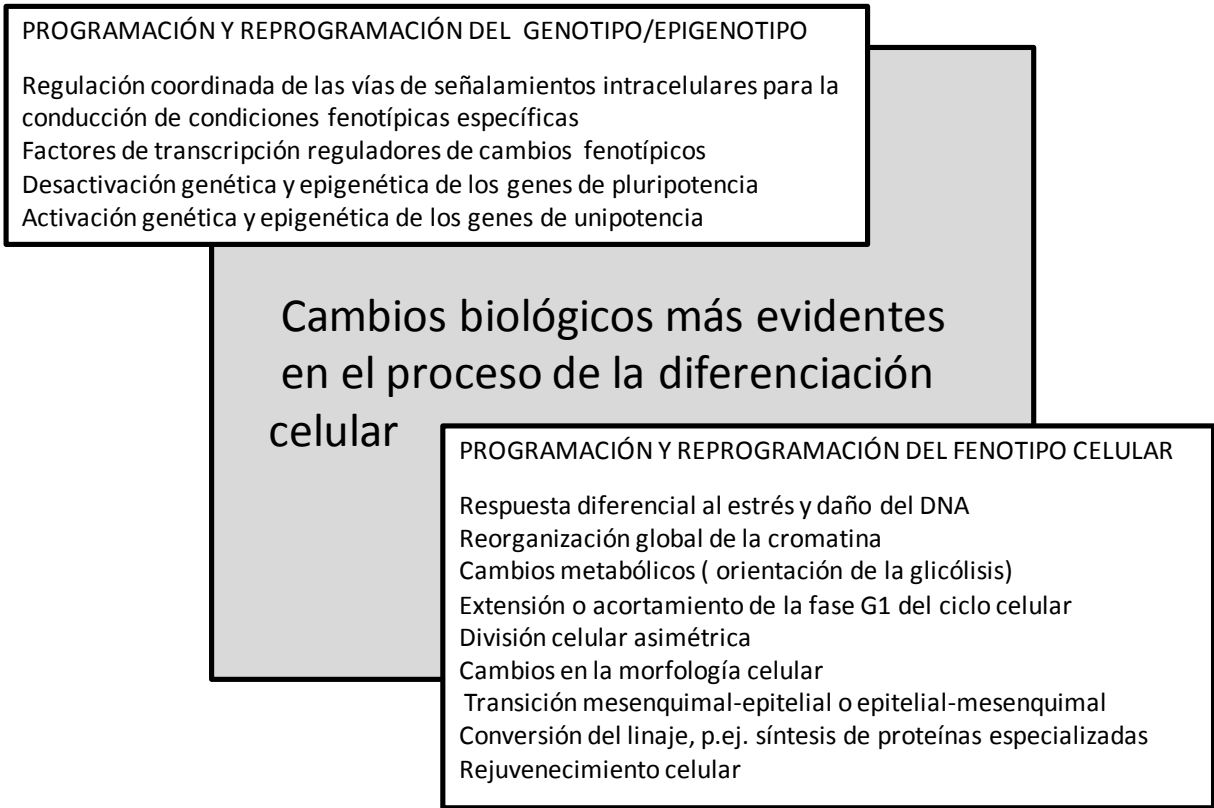 PROGRAMACIÓN Y REPROGRAMACIÓN DEL GENOTIPO/EPIGENOTIPO
Regulación coordinada de las vías de señalamientos intracelulares para la
conducción de condiciones fenotípicas específicas
Factores de transcripción reguladores de cambios fenotípicos
Desactivación genética y epigenética de los genes de pluripotencia
Activación genética y epigenética de los genes de unipotencia
Cambios biológicos más evidentes
en el proceso de la diferenciación
celular
PROGRAMACIÓN Y REPROGRAMACIÓN DEL FENOTIPO CELULAR
Respuesta diferencial al estrés y daño del DNA
Reorganización global de la cromatina
Cambios metabólicos ( orientación de la glicólisis)
Extensión o acortamiento de la fase G1 del ciclo celular
División celular asimétrica
Cambios en la morfología celular
Transición mesenquimal-epitelial o epitelial-mesenquimal
Conversión del linaje, p.ej. síntesis de proteínas especializadas
Rejuvenecimiento celular